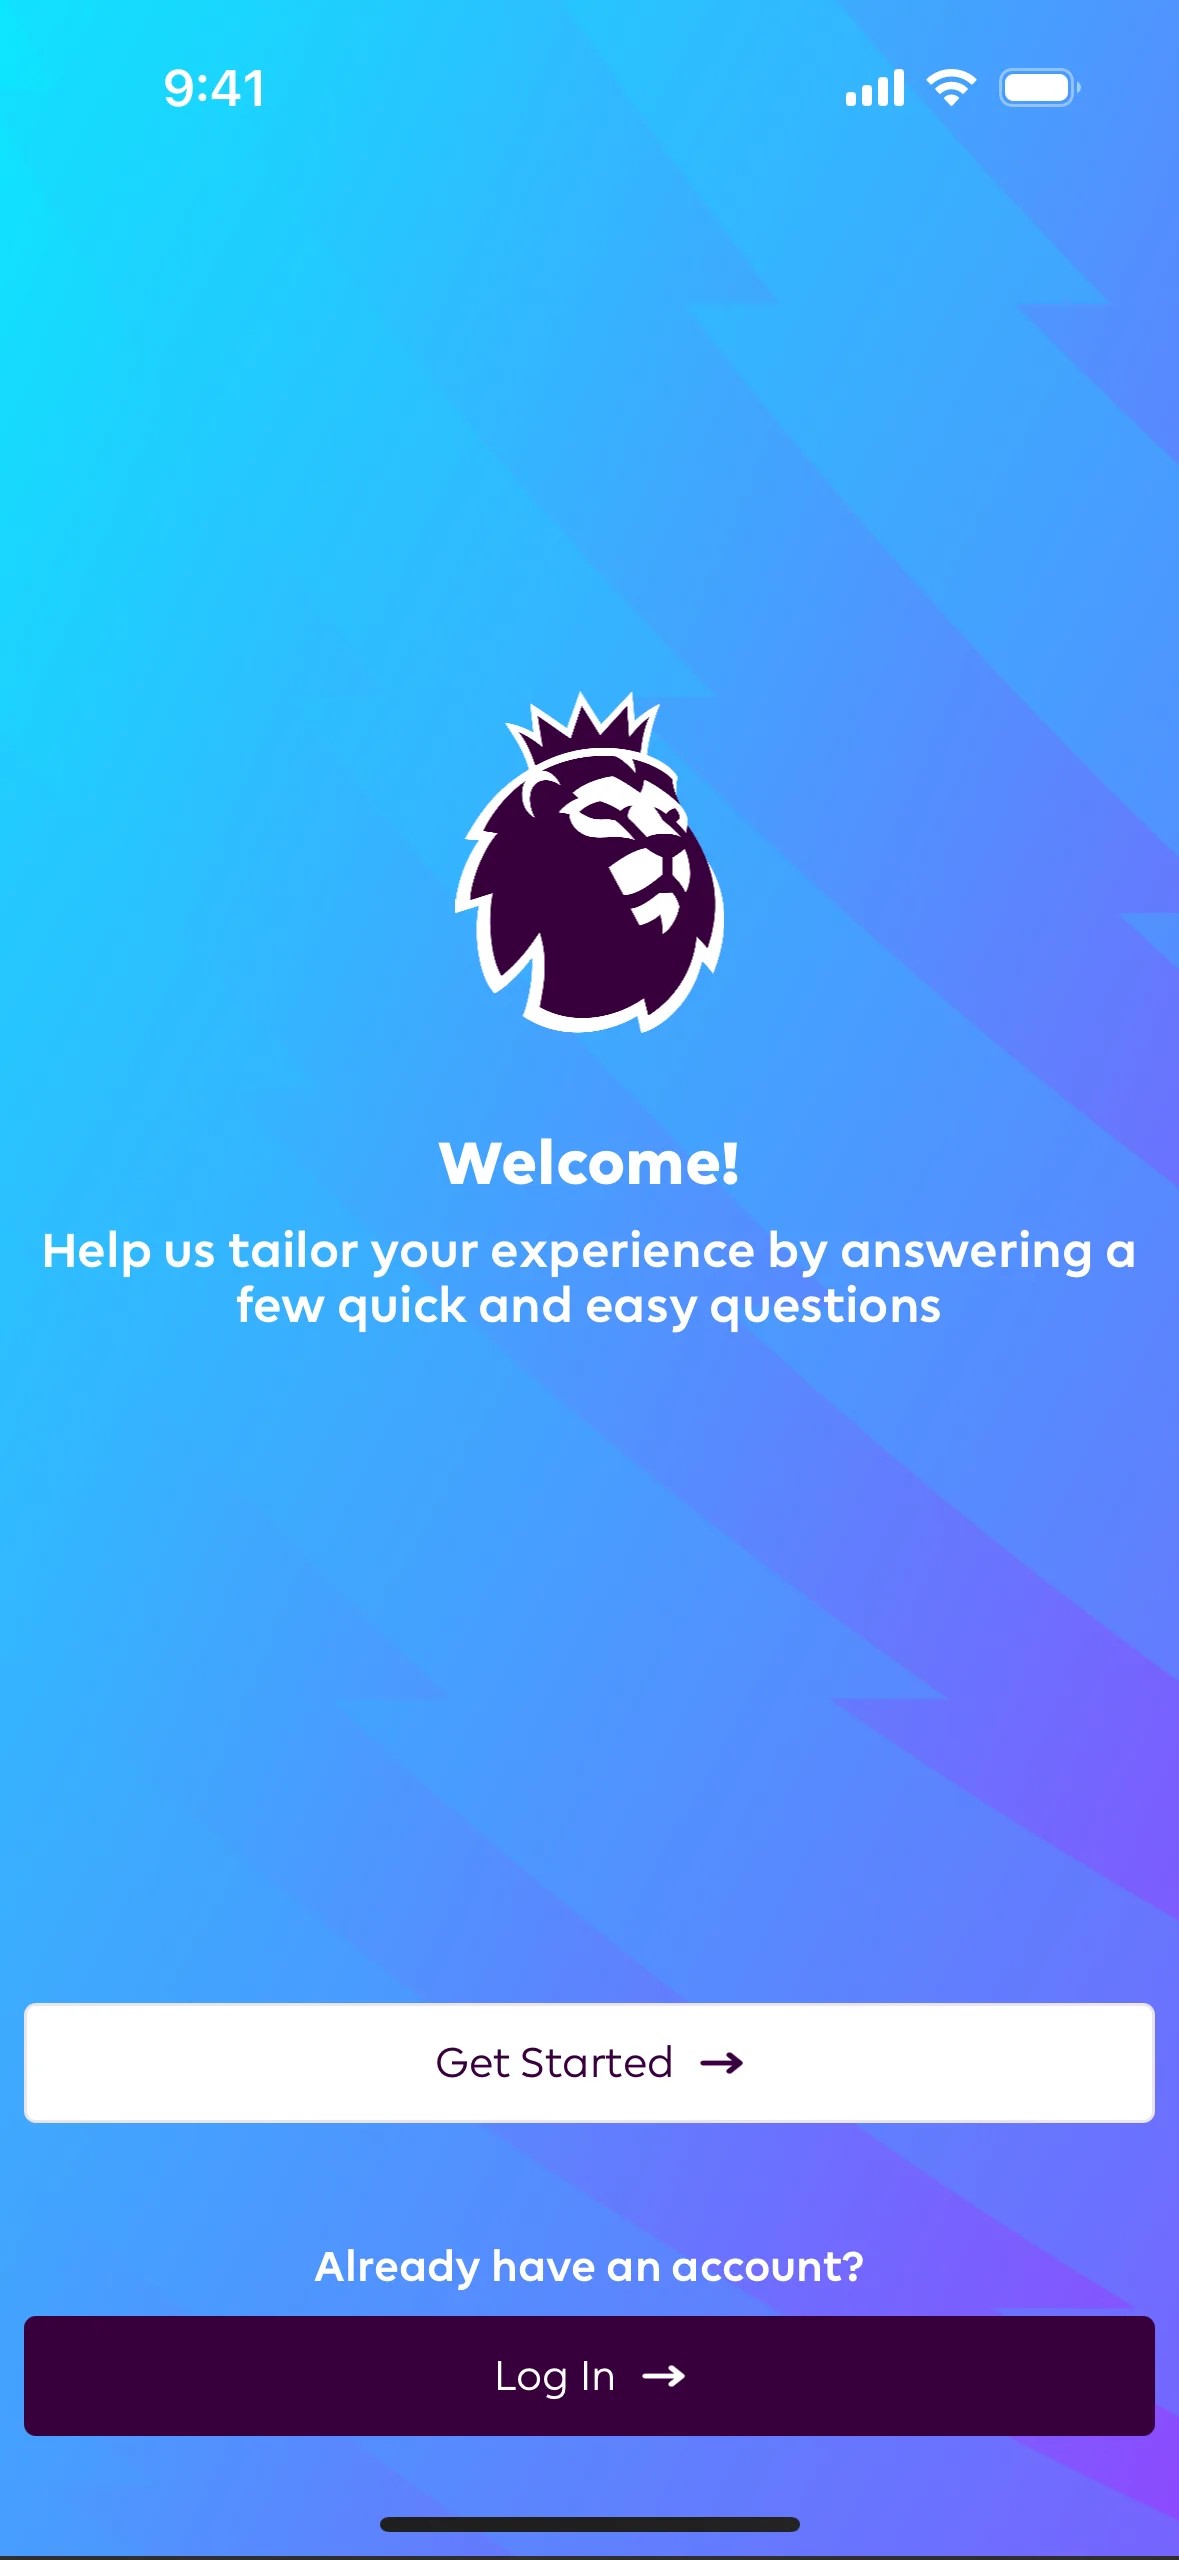 9:41
Welcome!
Help us tailor your experience by answering a
few quick and easy questions
Get Started →
Already have an account?
Log In →